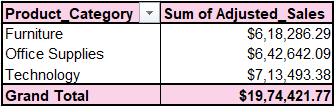 Product_Category Sum of Adjusted_Sales
Furniture $6,18,286.29
Office Supplies $6,42,642.09
Technology $7,13,493.38
Grand Total $19,74,421.77